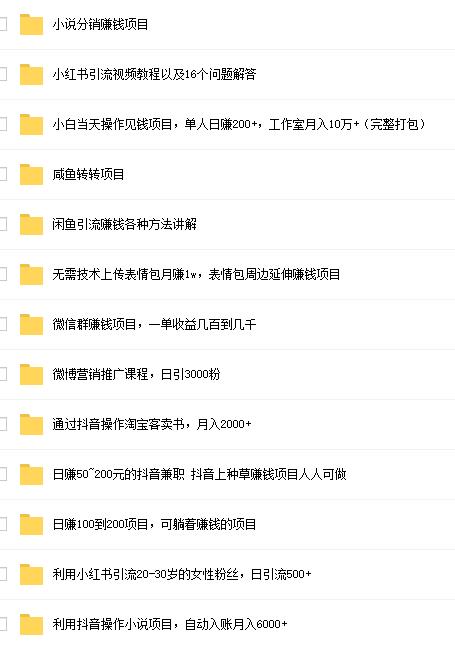 小说分销赚钱项目
小红书引流视频教程以及16个问题解答
小白当天操作见钱项目，单人日赚200+，工作室月入10万+（完整打包）
咸鱼转转项目
闲鱼引流赚钱各种方法讲解
无需技术上传表情包月赚1w，表情包周边延伸赚钱项目
微信群赚钱项目，一单收益几百到几千
微博营销推广课程，日引3000粉
通过抖音操作淘宝客卖书，月入2000+
日赚50~200元的抖音兼职 抖音上种草赚钱项目人人可做
日赚100到200项目，可躺着赚钱的项目
利用小红书引流20-30岁的女性粉丝，日引流500+
利用抖音操作小说项目，自动入账月入6000+